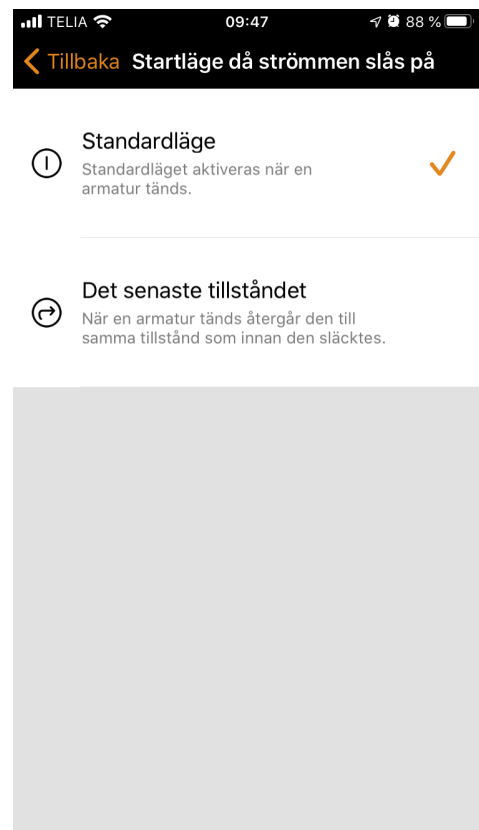 TELIA 09:47 88 %
Tillbaka Startläge då strömmen slås på
Standardläge
Standardläget aktiveras när en
armatur tänds.
Det senaste tillståndet
När en armatur tänds återgår den till
samma tillstånd som innan den släcktes.